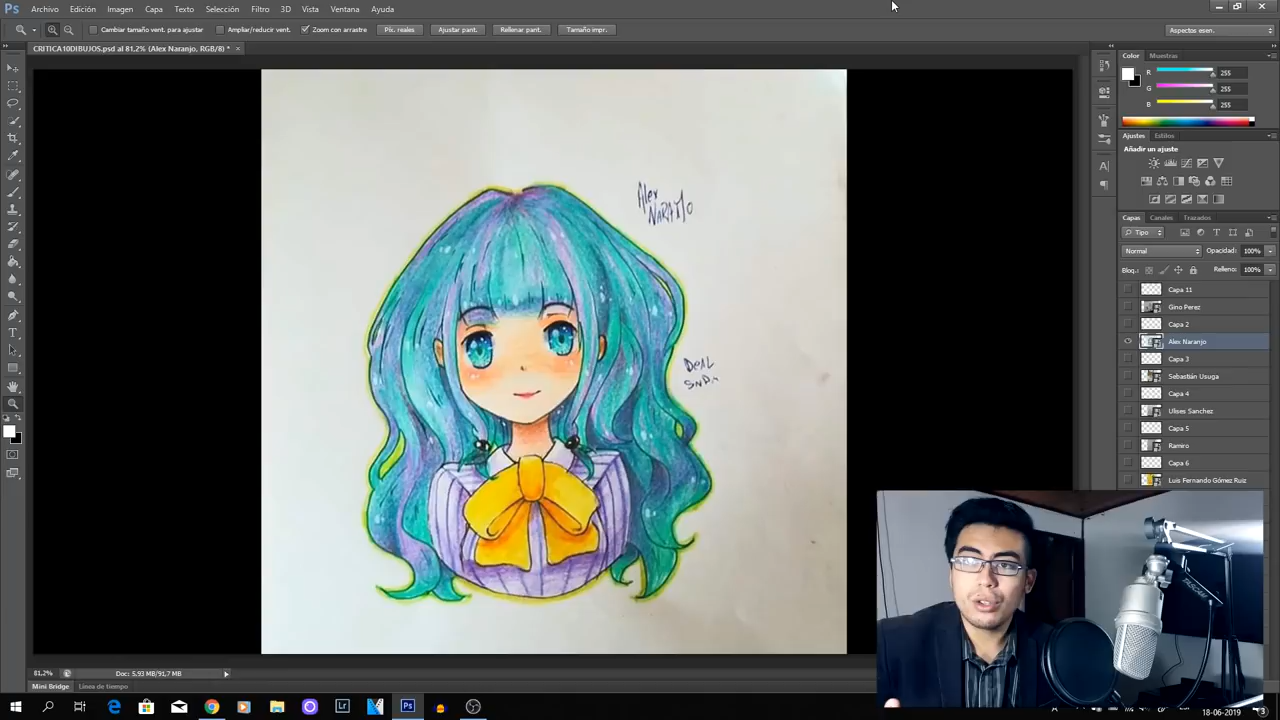 Ps Archivo Edición Imagen Capa Texto Selección Filtro 3D Vista Ventana Ayuda
Cambiar tamaño vent. para ajustar Ampliar/reducir vent. Zoom con arrastre Píx. reales Ajustar pant. Rellenar pant. Tamaño impr. Aspectos esen.
CRITICA10DIBUJOS.psd al 81,2% (Alex Naranjo, RGB/8) *
Color Muestras
R 255
G 255
B 255
Ajustes Estilos
Añadir un ajuste
Capas Canales Trazados
Tipo
Normal Opacidad: 100%
Bloq.: Relleno: 100%
Capa 11
Gino Perez
Capa 2
Alex Naranjo
Capa 3
Sebastián Usuga
Capa 4
Ulises Sanchez
Capa 5
Ramiro
Capa 6
Luis Fernando Gómez Ruiz
Alex
NARANJO
TASCAM
81,2% Doc: 5,93 MB/91,7 MB
Mini Bridge Línea de tiempo
18-06-2019